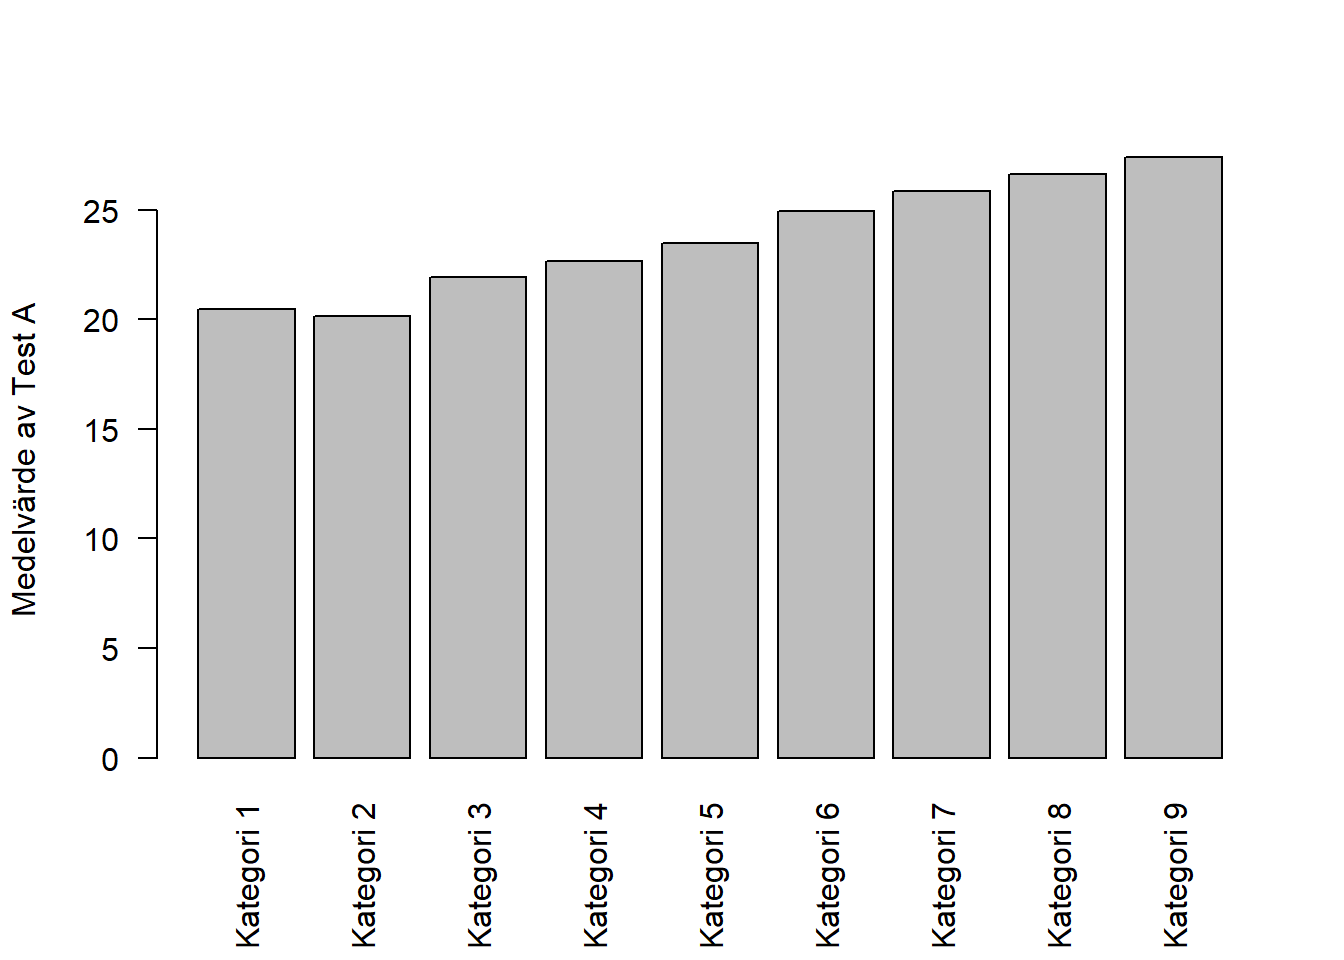 Medelvärde av Test A
25
20
15
10
5
0
Kategori 1
Kategori 2
Kategori 3
Kategori 4
Kategori 5
Kategori 6
Kategori 7
Kategori 8
Kategori 9